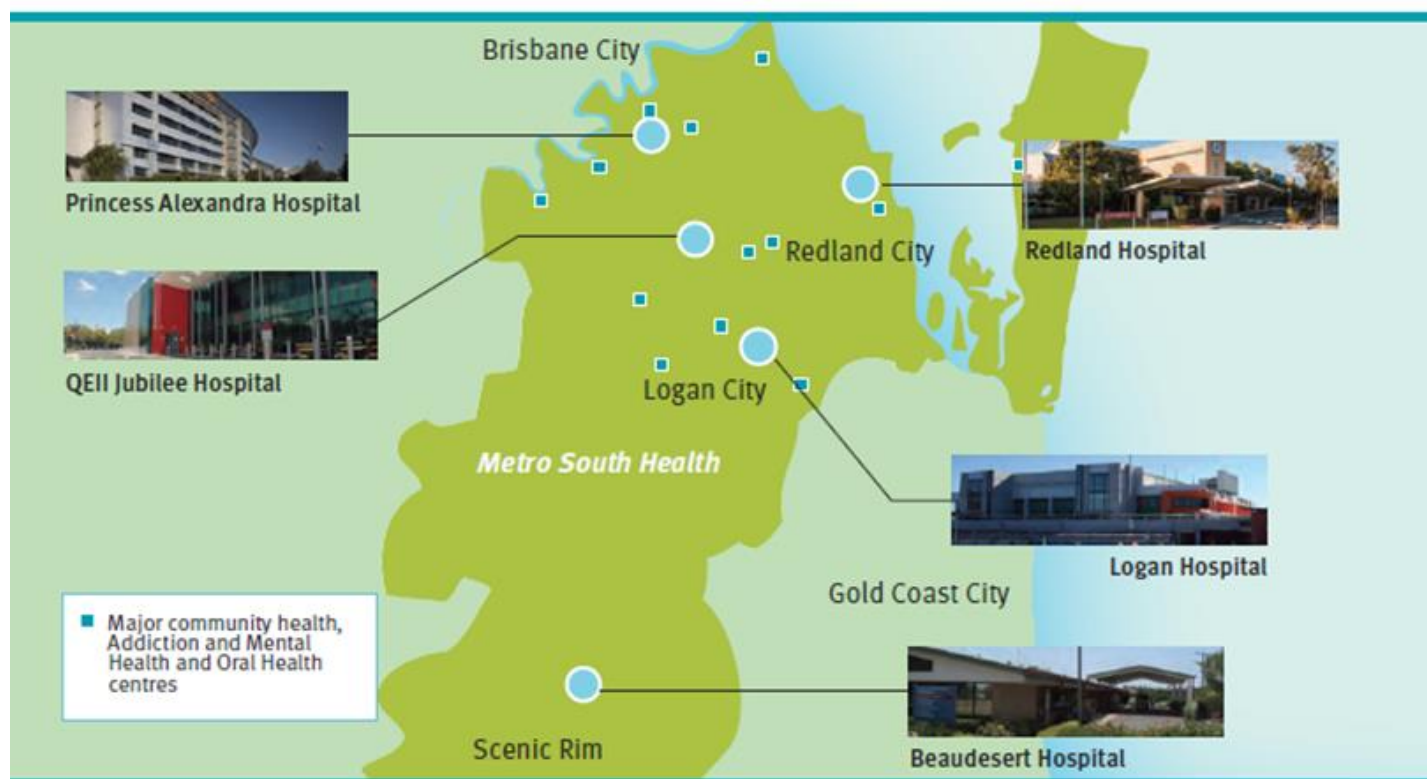 Brisbane City
Princess Alexandra Hospital
Redland City
Redland Hospital
QEII Jubilee Hospital
Logan City
Metro South Health
Logan Hospital
Gold Coast City
Major community health,
Addiction and Mental
Health and Oral Health
centres
Scenic Rim
Beaudesert Hospital